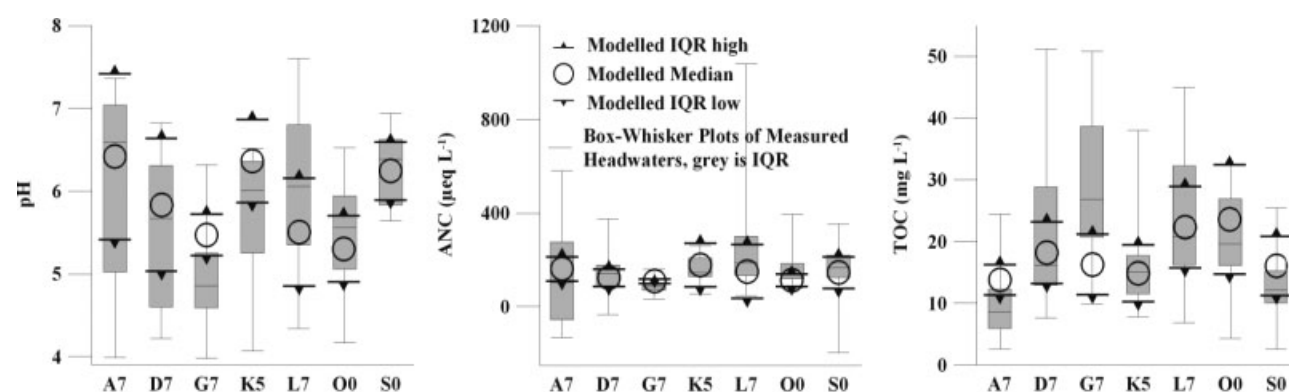 8
7
6
5
4
pH
A7 D7 G7 K5 L7 O0 S0
1200
800
400
0
ANC (µeq L⁻¹)
Modelled IQR high
Modelled Median
Modelled IQR low
Box-Whisker Plots of Measured
Headwaters, grey is IQR
A7 D7 G7 K5 L7 O0 S0
50
40
30
20
10
0
TOC (mg L⁻¹)
A7 D7 G7 K5 L7 O0 S0